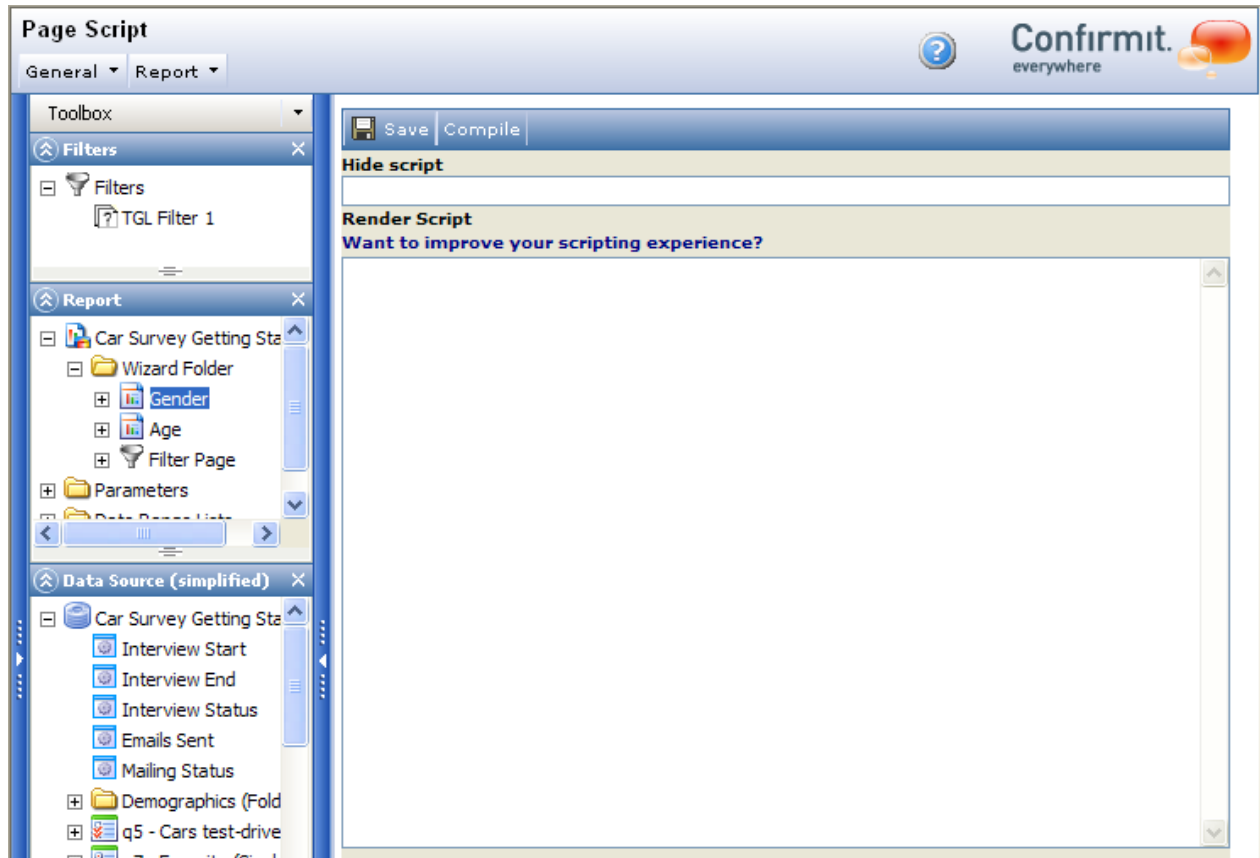 Page Script
General
Report
Confirmit.
everywhere
Toolbox
Filters
Filters
TGL Filter 1
Report
Car Survey Getting Sta
Wizard Folder
Gender
Age
Filter Page
Parameters
Data Source (simplified)
Car Survey Getting Sta
Interview Start
Interview End
Interview Status
Emails Sent
Mailing Status
Demographics (Fold
q5 - Cars test-drive
Save
Compile
Hide script
Render Script
Want to improve your scripting experience?